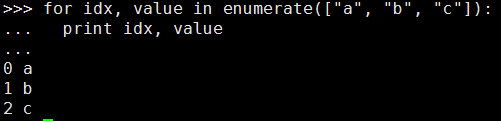 >>> for idx, value in enumerate(["a", "b", "c"]):
...   print idx, value
...
0 a
1 b
2 c